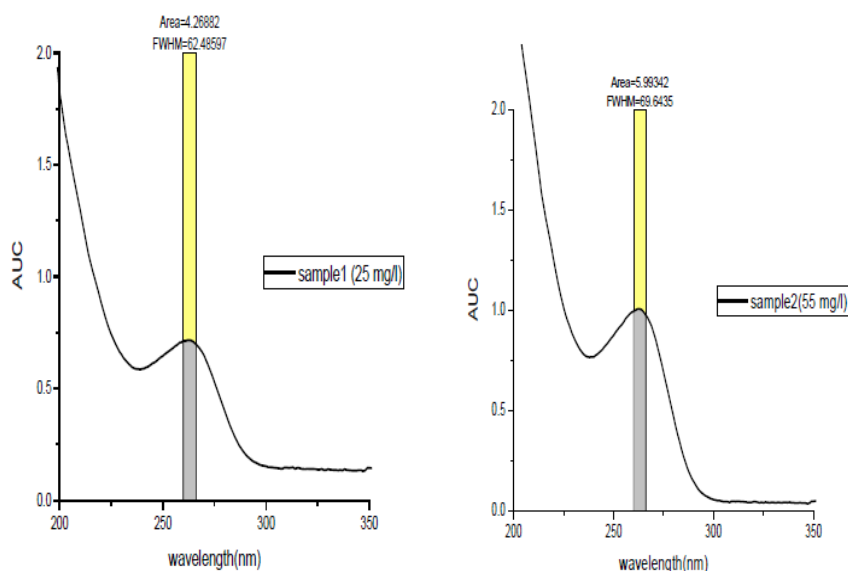 Area=4.26882
FWHM=62.48597
2.0
1.5
1.0
0.5
0.0
AUC
200
250
300
350
wavelength(nm)
sample1 (25 mg/l)
Area=5.99342
FWHM=69.6435
2.0
1.5
1.0
0.5
0.0
AUC
200
250
300
350
wavelength(nm)
sample2(55 mg/l)